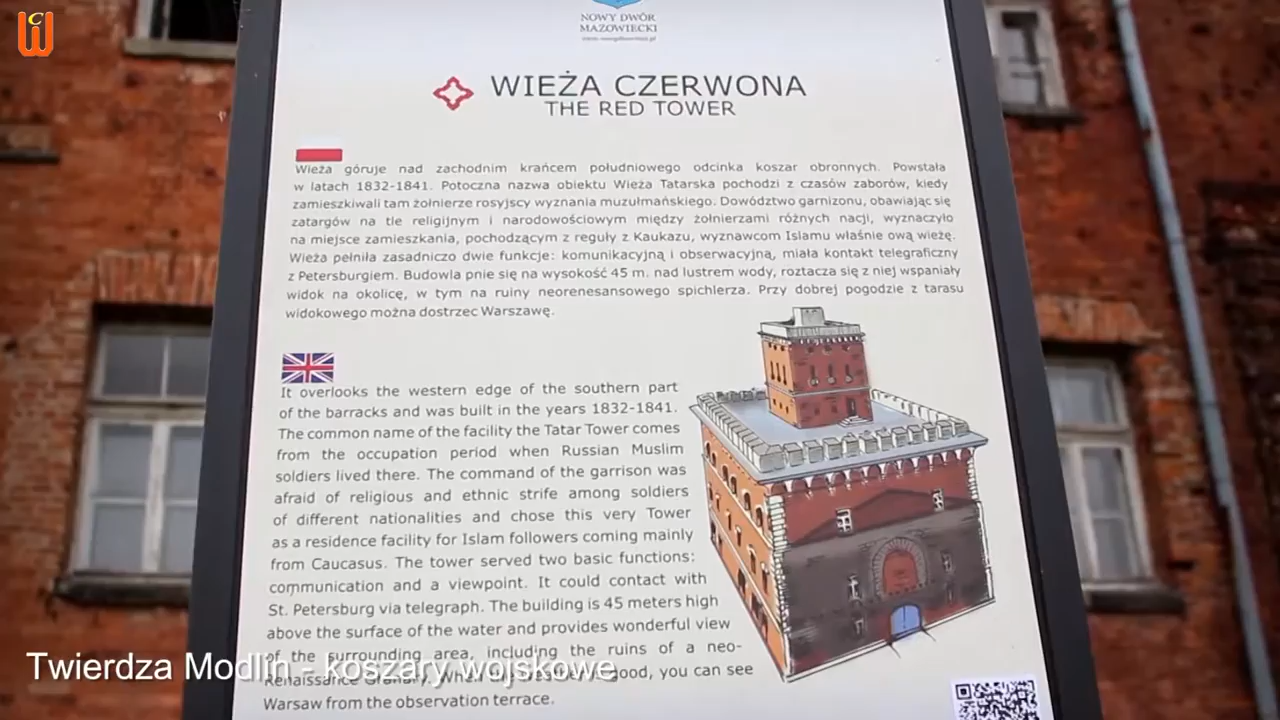 NOWY DWÓR
MAZOWIECKI
WIEŻA CZERWONA
THE RED TOWER
Wieża góruje nad zachodnim krańcem południowego odcinka koszar obronnych. Powstała
w latach 1832-1841. Potoczna nazwa obiektu Wieża Tatarska pochodzi z czasów zaborów, kiedy
zamieszkiwali tam żołnierze rosyjscy wyznania muzułmańskiego. Dowództwo garnizonu, obawiając się
zatargów na tle religijnym i narodowościowym między żołnierzami różnych nacji, wyznaczyło
na miejsce zamieszkania, pochodzącym z reguły z Kaukazu, wyznawcom Islamu właśnie ową wieżę.
Wieża pełniła zasadniczo dwie funkcje: komunikacyjną i obserwacyjną, miała kontakt telegraficzny
z Petersburgiem. Budowla pnie się na wysokość 45 m. nad lustrem wody, roztacza się z niej wspaniały
widok na okolicę, w tym na ruiny neorenesansowego spichlerza. Przy dobrej pogodzie z tarasu
widokowego można dostrzec Warszawę.
It overlooks the western edge of the southern part
of the barracks and was built in the years 1832-1841.
The common name of the facility the Tatar Tower comes
from the occupation period when Russian Muslim
soldiers lived there. The command of the garrison was
afraid of religious and ethnic strife among soldiers
of different nationalities and chose this very Tower
as a residence facility for Islam followers coming mainly
from Caucasus. The tower served two basic functions:
communication and a viewpoint. It could contact with
St. Petersburg via telegraph. The building is 45 meters high
above the surface of the water and provides wonderful view
of the surrounding area, including the ruins of a neo-
Renaissance Granary. When good, you can see
Warsaw from the observation terrace.
Twierdza Modlin - koszary wojskowe